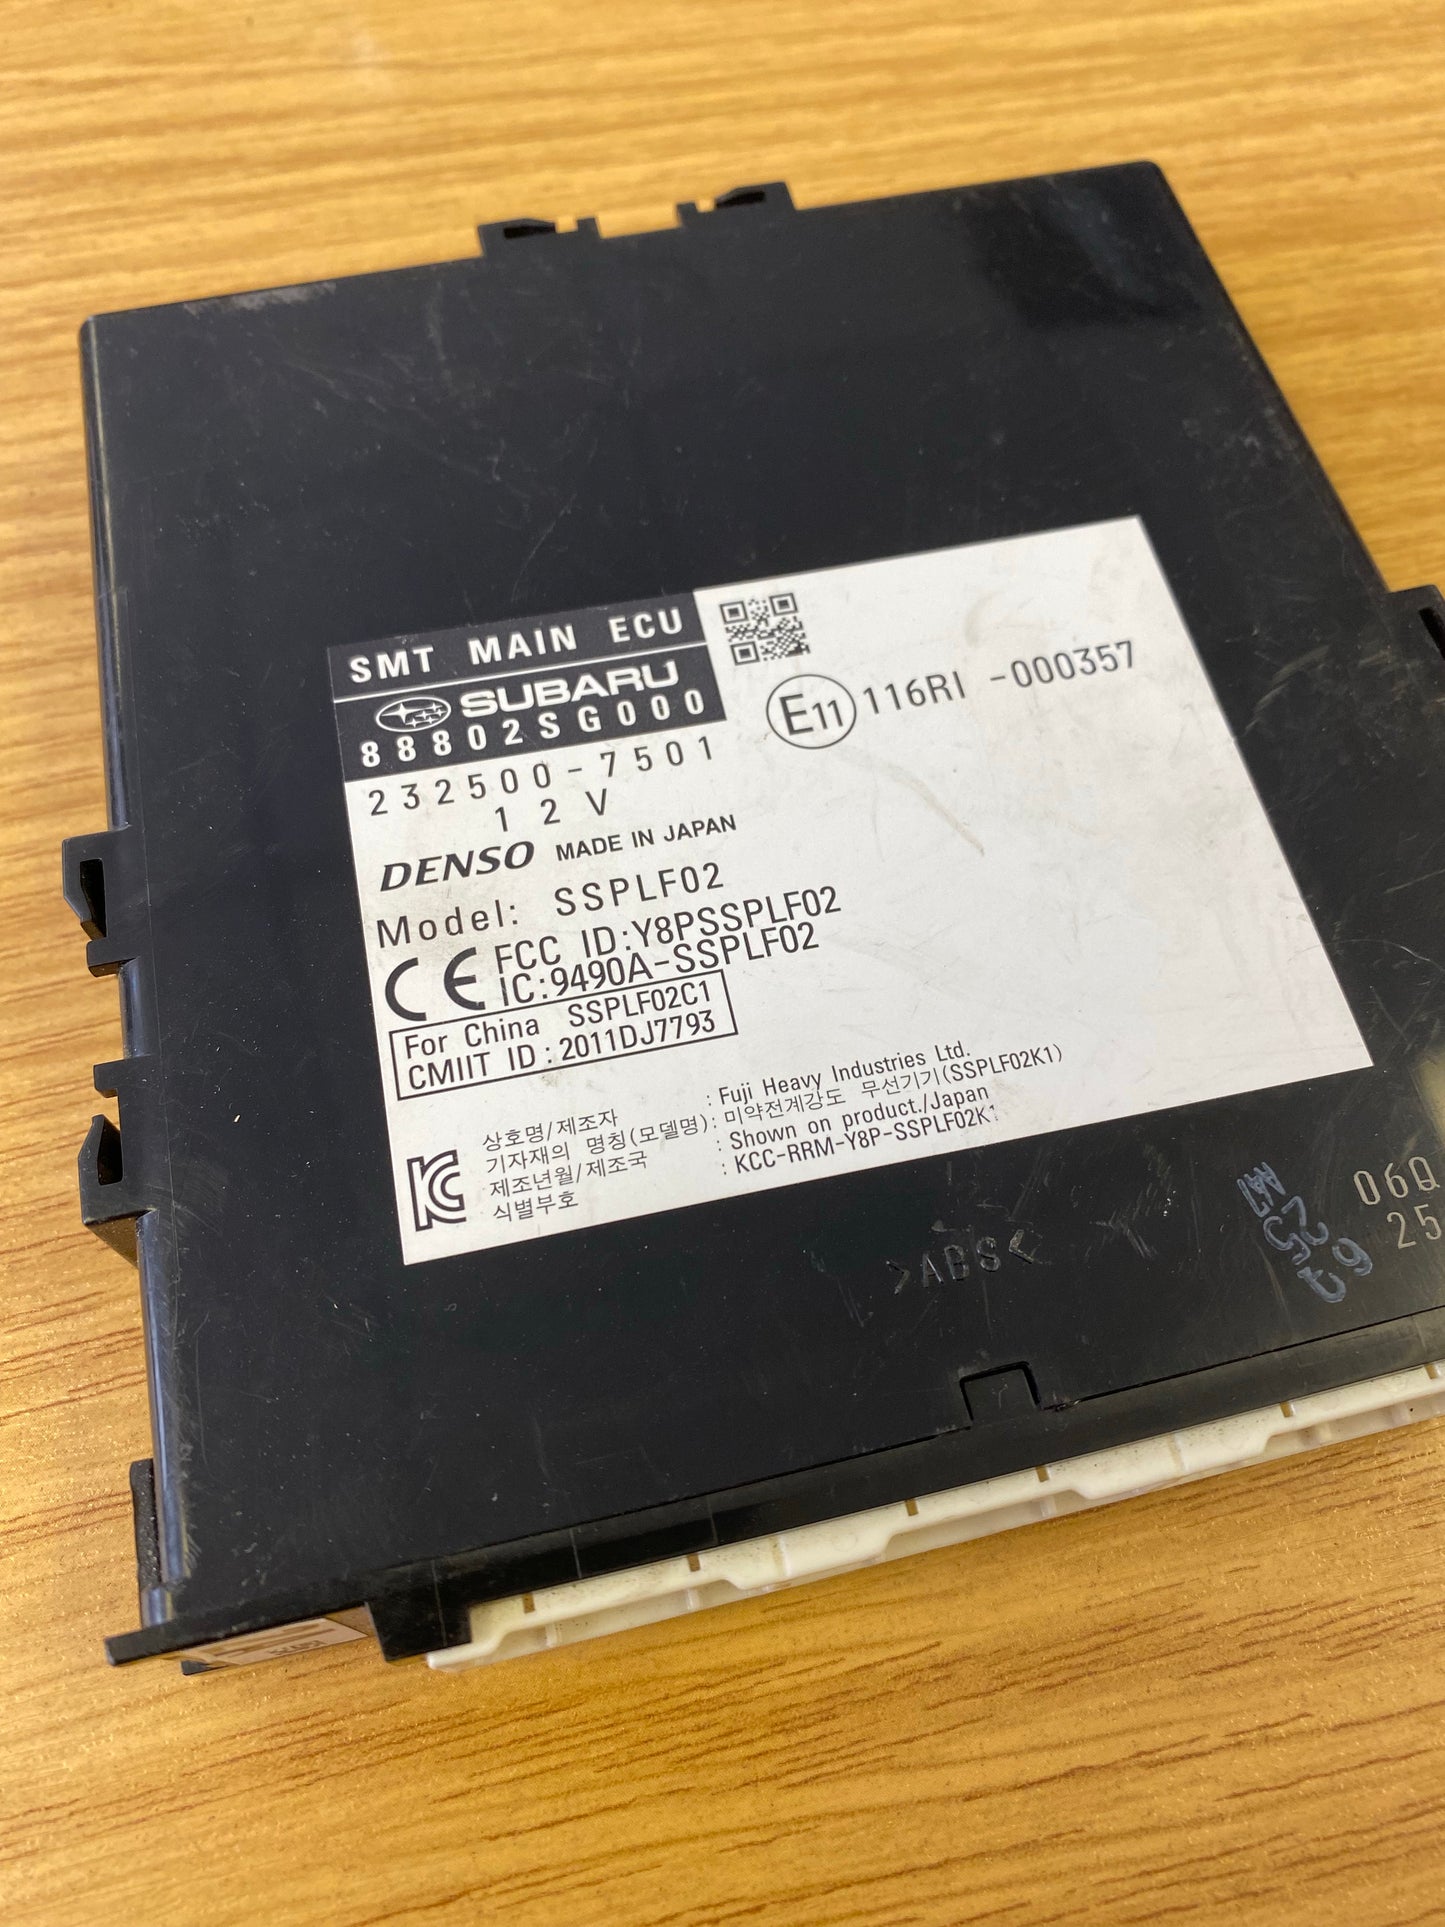 SMT MAIN ECU
SUBARU
88802SG000
232500-7501
12V
DENSO MADE IN JAPAN
Model: SSPLF02
CE FCC ID:Y8PSSPLF02
IC:9490A-SSPLF02
For China SSPLF02C1
CMIIT ID:2011DJ7793
E11 116RI -000357
상호명/제조자 : Fuji Heavy Industries Ltd.
기자재의 명칭(모델명) : 미약전계강도 무선기기(SSPLF02K1)
제조년월/제조국 : Shown on product./Japan
식별부호 : KCC-RRM-Y8P-SSPLF02K1
>ABS<
06Q
25